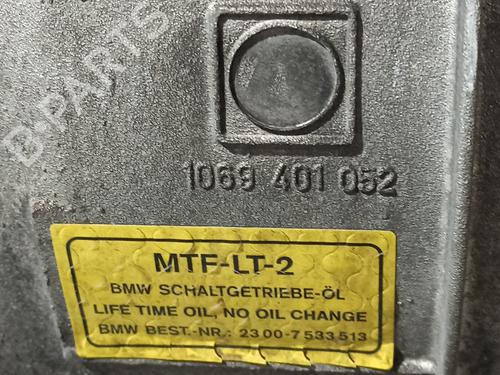 D-PARTS
1069 401 052
MTF-LT-2
BMW SCHALTGETRIEBE-ÖL
LIFE TIME OIL, NO OIL CHANGE
BMW BEST.-NR.: 23 00-7 533 513